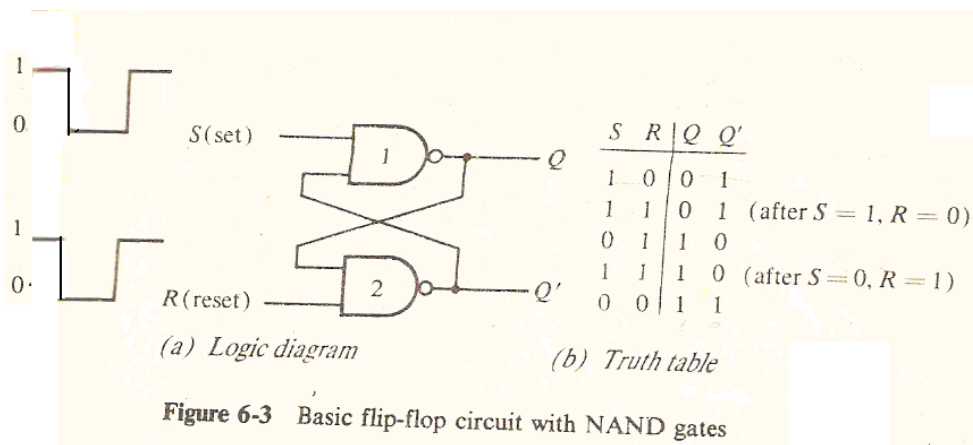 1
0
S(set)
1
Q
1
0
R(reset)
2
Q'
(a) Logic diagram
S R Q Q'
1 0 0 1
1 1 0 1 (after S = 1, R = 0)
0 1 1 0
1 1 1 0 (after S = 0, R = 1)
0 0 1 1
(b) Truth table
Figure 6-3 Basic flip-flop circuit with NAND gates